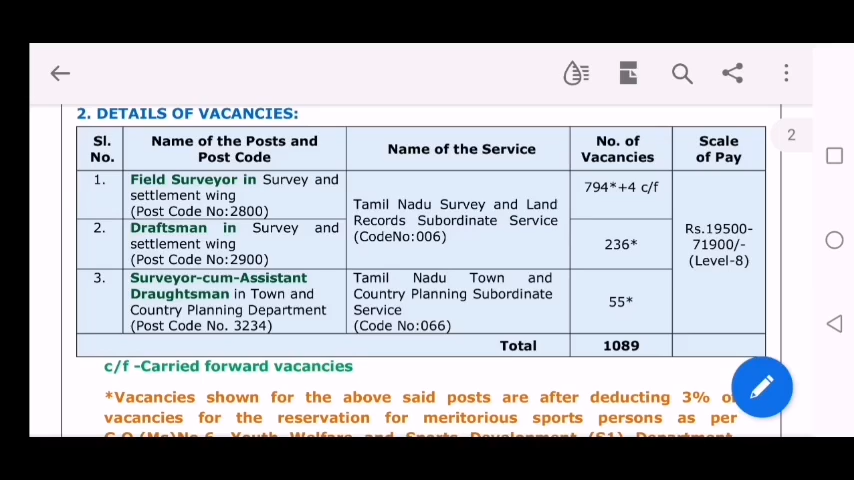 2. DETAILS OF VACANCIES:
Sl. No. Name of the Posts and Post Code Name of the Service No. of Vacancies Scale of Pay
2
1. Field Surveyor in Survey and settlement wing (Post Code No:2800)
Tamil Nadu Survey and Land Records Subordinate Service (CodeNo:006)
794*+4 c/f
Rs.19500-71900/- (Level-8)
2. Draftsman in Survey and settlement wing (Post Code No:2900)
236*
3. Surveyor-cum-Assistant Draughtsman in Town and Country Planning Department (Post Code No. 3234)
Tamil Nadu Town and Country Planning Subordinate Service (Code No:066)
55*
Total 1089
c/f -Carried forward vacancies
*Vacancies shown for the above said posts are after deducting 3%
vacancies for the reservation for meritorious sports persons as per